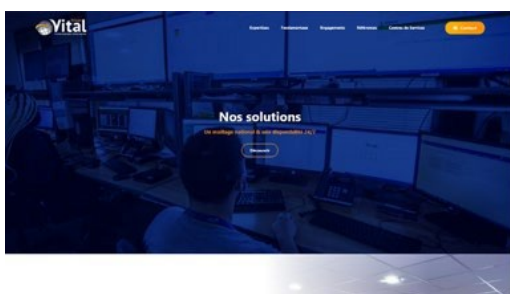 Vital
Expertises
Fondamentaux
Engagements
Références
Centres de Services
Contact
Nos solutions
Un maillage national & une disponibilité 24/7
Découvrir